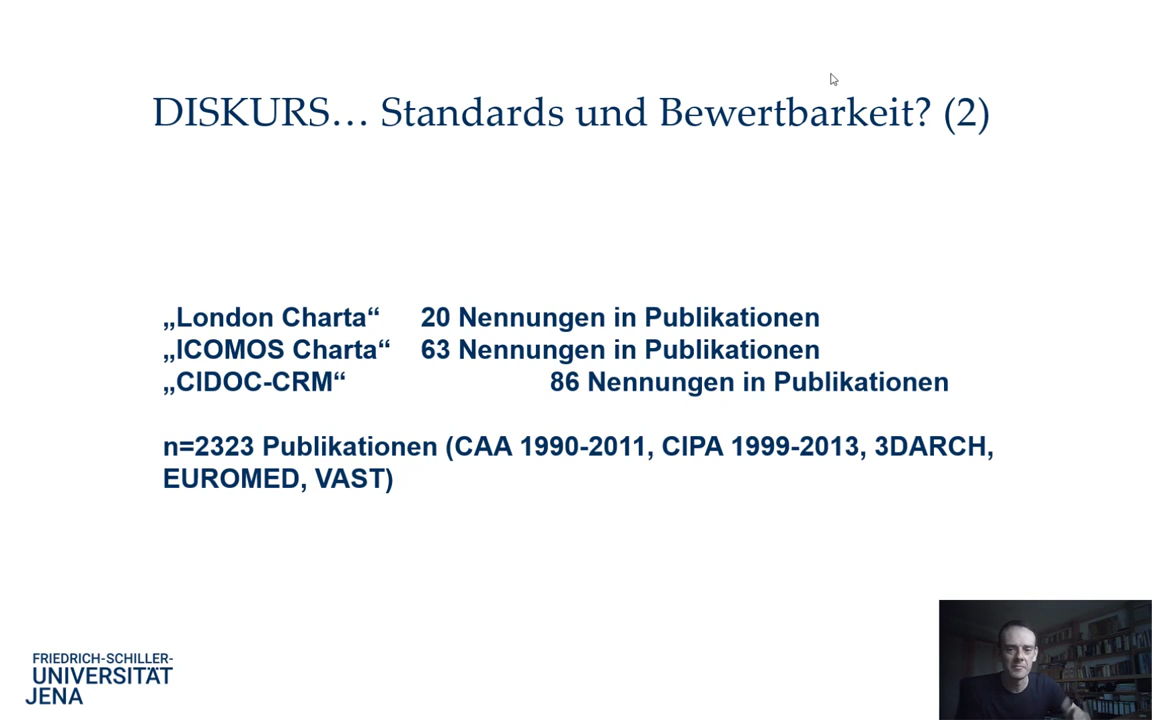 DISKURS… Standards und Bewertbarkeit? (2)
„London Charta“ 20 Nennungen in Publikationen
„ICOMOS Charta“ 63 Nennungen in Publikationen
„CIDOC-CRM“ 86 Nennungen in Publikationen
n=2323 Publikationen (CAA 1990-2011, CIPA 1999-2013, 3DARCH,
EUROMED, VAST)
FRIEDRICH-SCHILLER-
UNIVERSITÄT
JENA